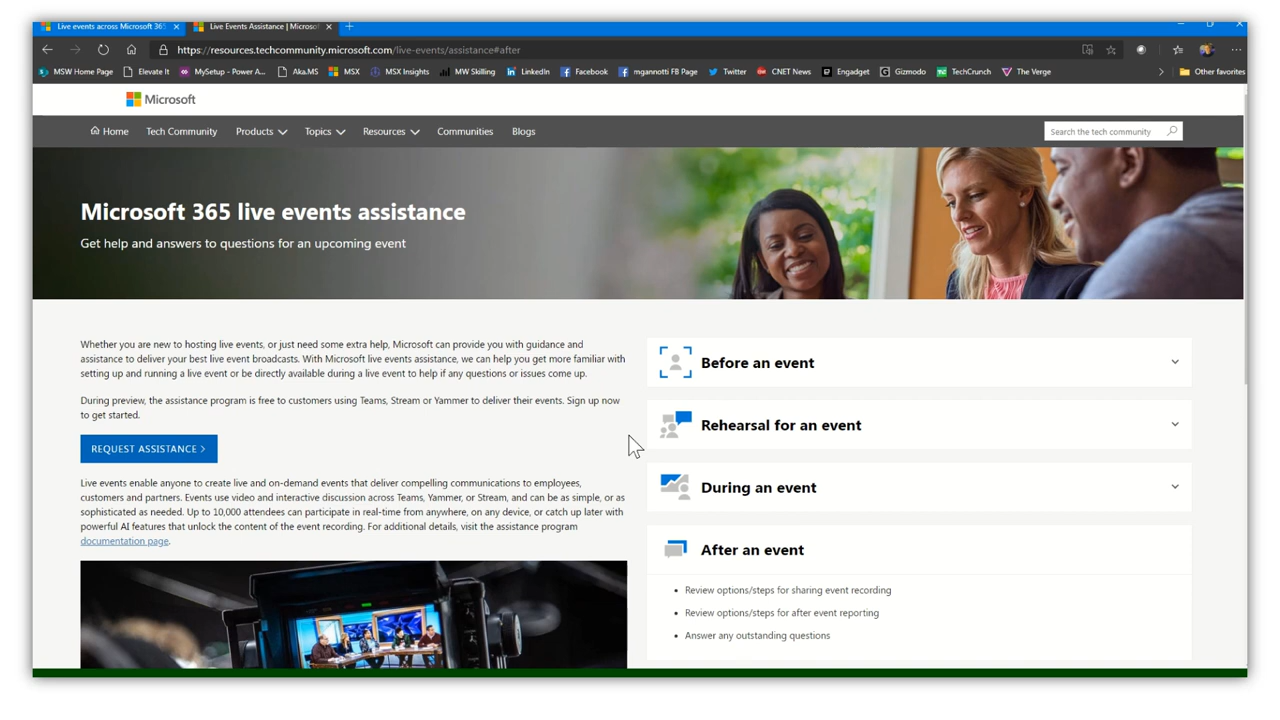 Live events across Microsoft 365
Live Events Assistance | Microso
https://resources.techcommunity.microsoft.com/live-events/assistance#after
MSW Home Page
Elevate It
MySetup - Power A...
Aka.MS
MSX
MSX Insights
MW Skilling
LinkedIn
Facebook
mgannotti FB Page
Twitter
CNET News
Engadget
Gizmodo
TechCrunch
The Verge
Other favorites
Microsoft
Home
Tech Community
Products
Topics
Resources
Communities
Blogs
Search the tech community
Microsoft 365 live events assistance
Get help and answers to questions for an upcoming event
Whether you are new to hosting live events, or just need some extra help, Microsoft can provide you with guidance and
assistance to deliver your best live event broadcasts. With Microsoft live events assistance, we can help you get more familiar with
setting up and running a live event or be directly available during a live event to help if any questions or issues come up.
During preview, the assistance program is free to customers using Teams, Stream or Yammer to deliver their events. Sign up now
to get started.
REQUEST ASSISTANCE >
Live events enable anyone to create live and on-demand events that deliver compelling communications to employees,
customers and partners. Events use video and interactive discussion across Teams, Yammer, or Stream, and can be as simple, or as
sophisticated as needed. Up to 10,000 attendees can participate in real-time from anywhere, on any device, or catch up later with
powerful AI features that unlock the content of the event recording. For additional details, visit the assistance program
documentation page.
Before an event
Rehearsal for an event
During an event
After an event
• Review options/steps for sharing event recording
• Review options/steps for after event reporting
• Answer any outstanding questions